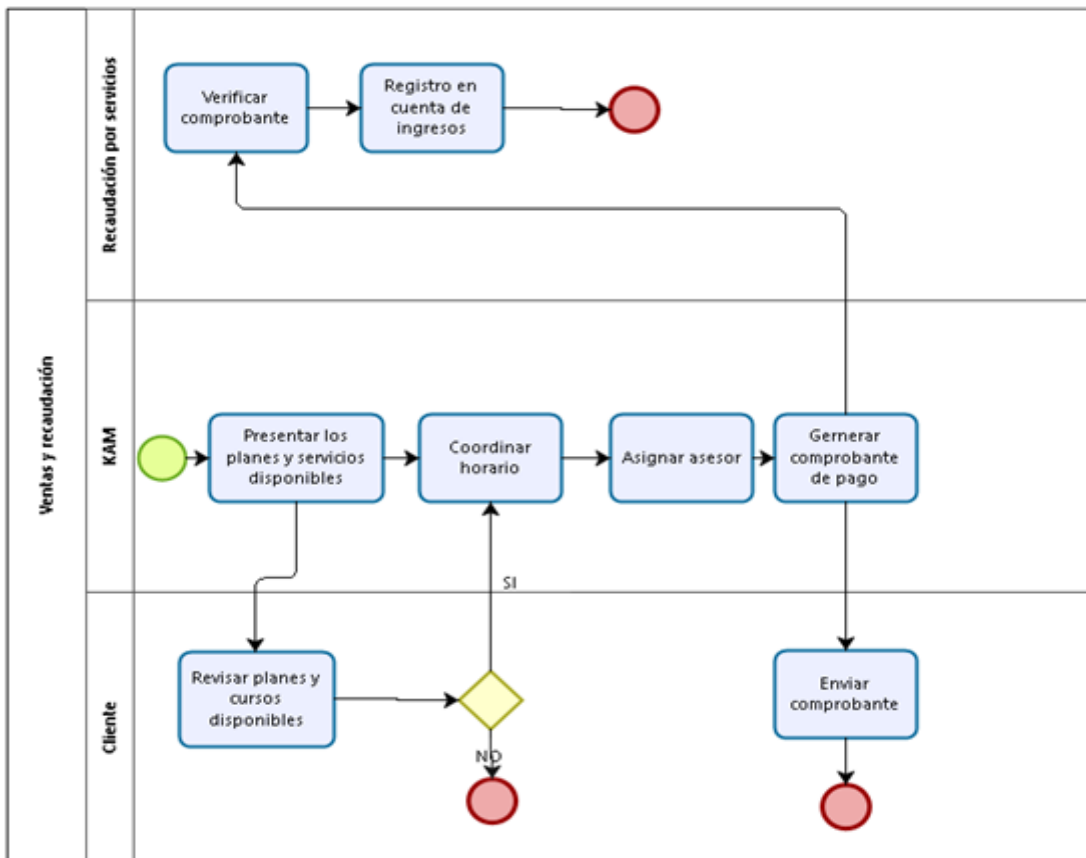 Ventas y recaudación
Recaudación por servicios
Verificar
comprobante
Registro en
cuenta de
ingresos
KAM
Presentar los
planes y servicios
disponibles
Coordinar
horario
Asignar asesor
Gernerar
comprobante
de pago
SI
Cliente
Revisar planes y
cursos
disponibles
NO
Enviar
comprobante